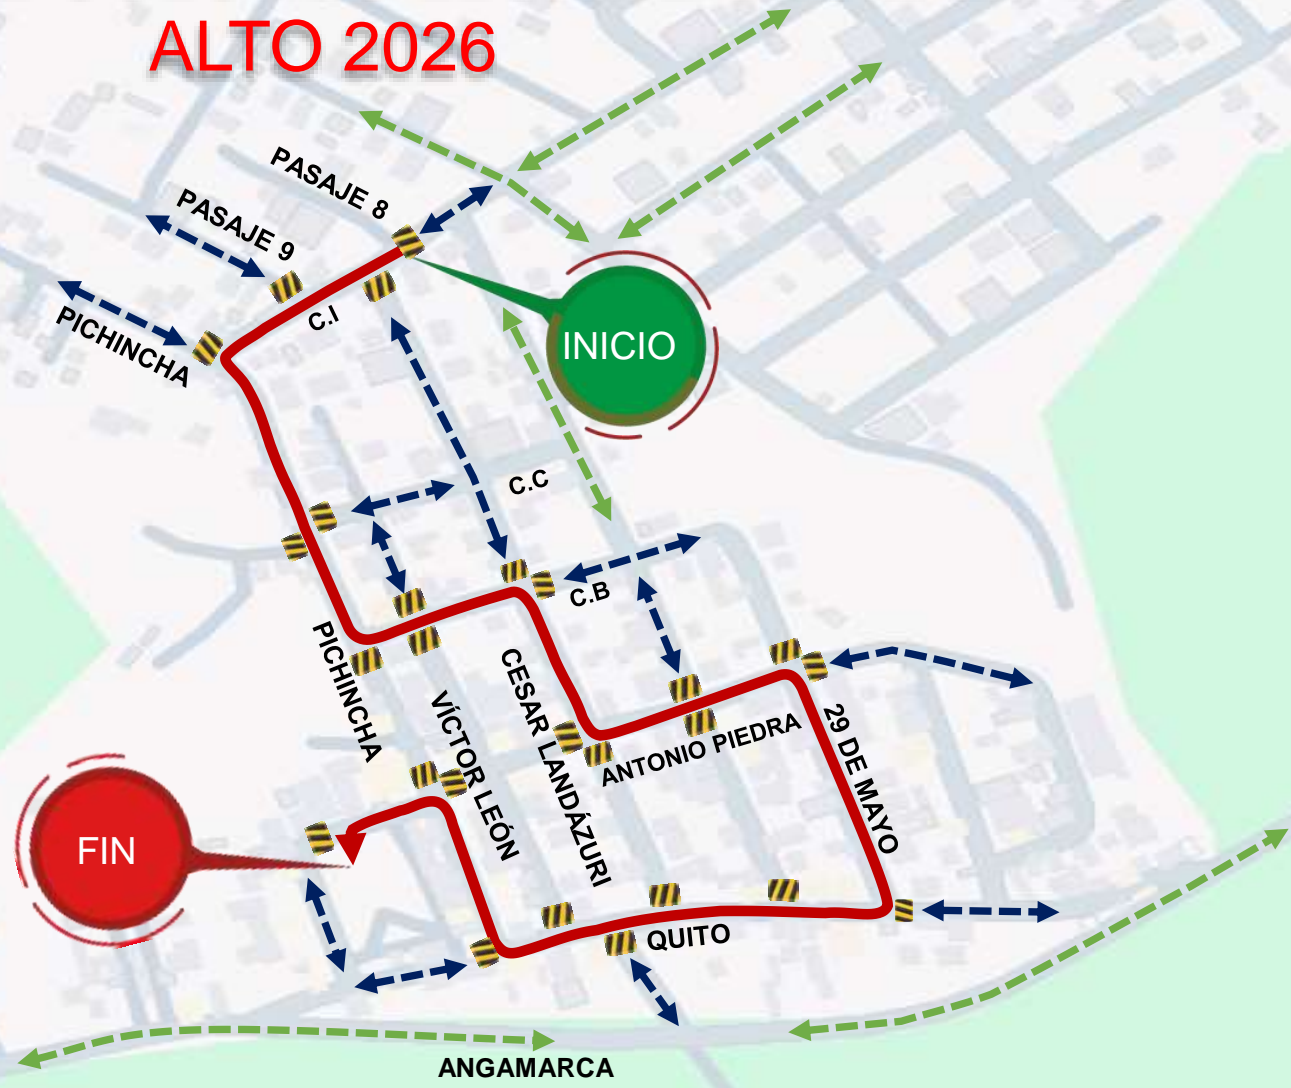 ALTO 2026
PASAJE 8
PASAJE 9
PICHINCHA
C.I
INICIO
C.C
C.B
PICHINCHA
VÍCTOR LEÓN
CESAR LANDÁZURI
ANTONIO PIEDRA
29 DE MAYO
FIN
QUITO
ANGAMARCA